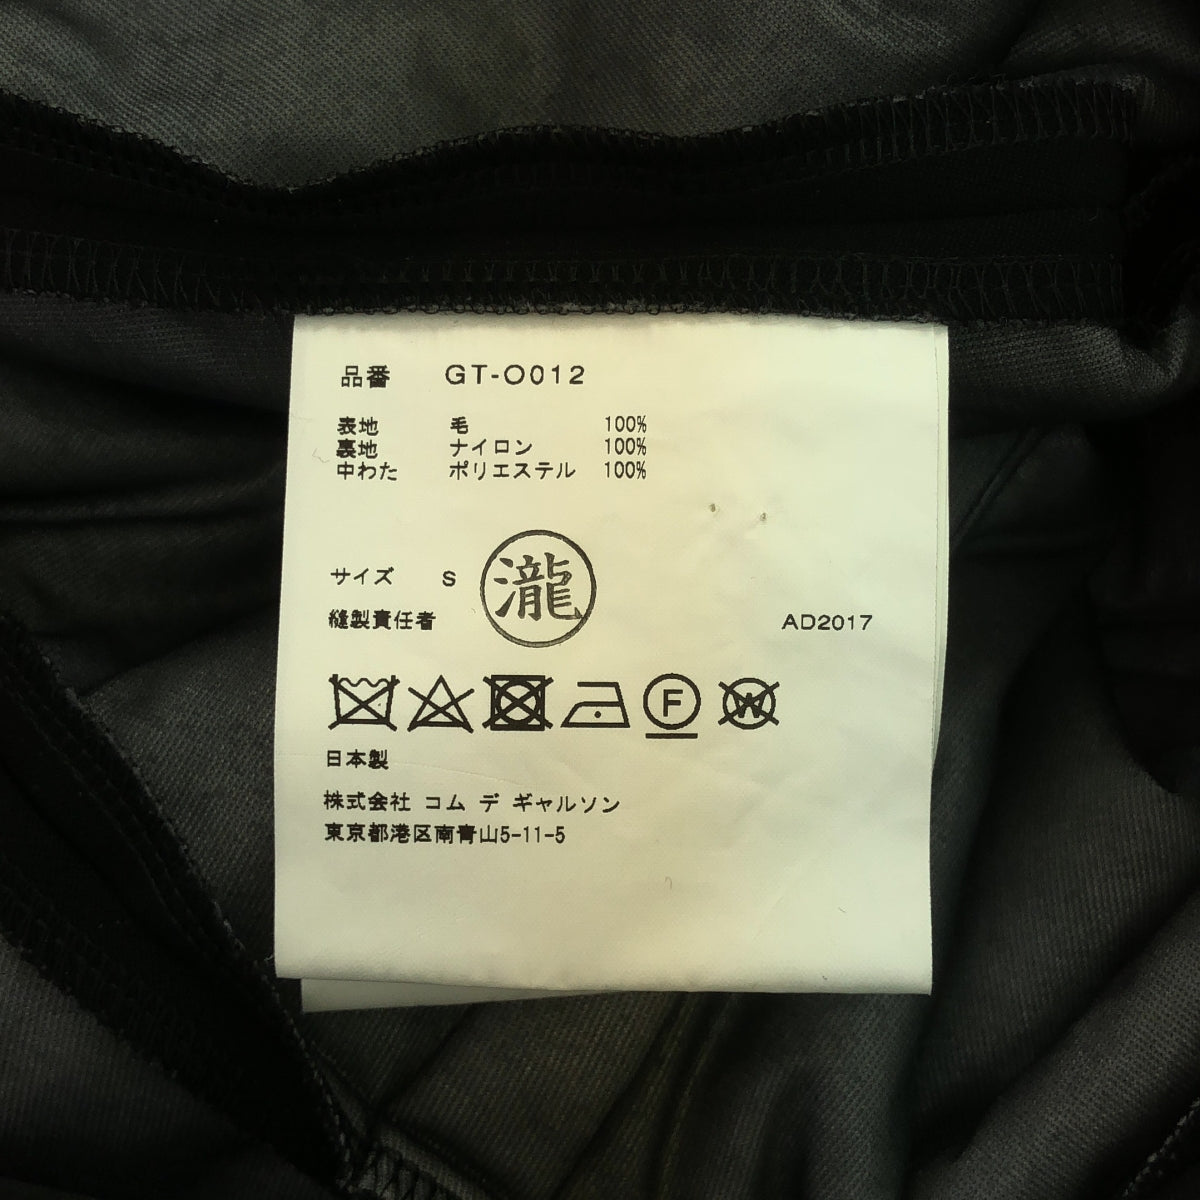 品番 GT-O012
表地 毛 100%
裏地 ナイロン 100%
中わた ポリエステル 100%
サイズ S
瀧
縫製責任者
AD2017
F W
日本製
株式会社 コム デ ギャルソン
東京都港区南青山5-11-5